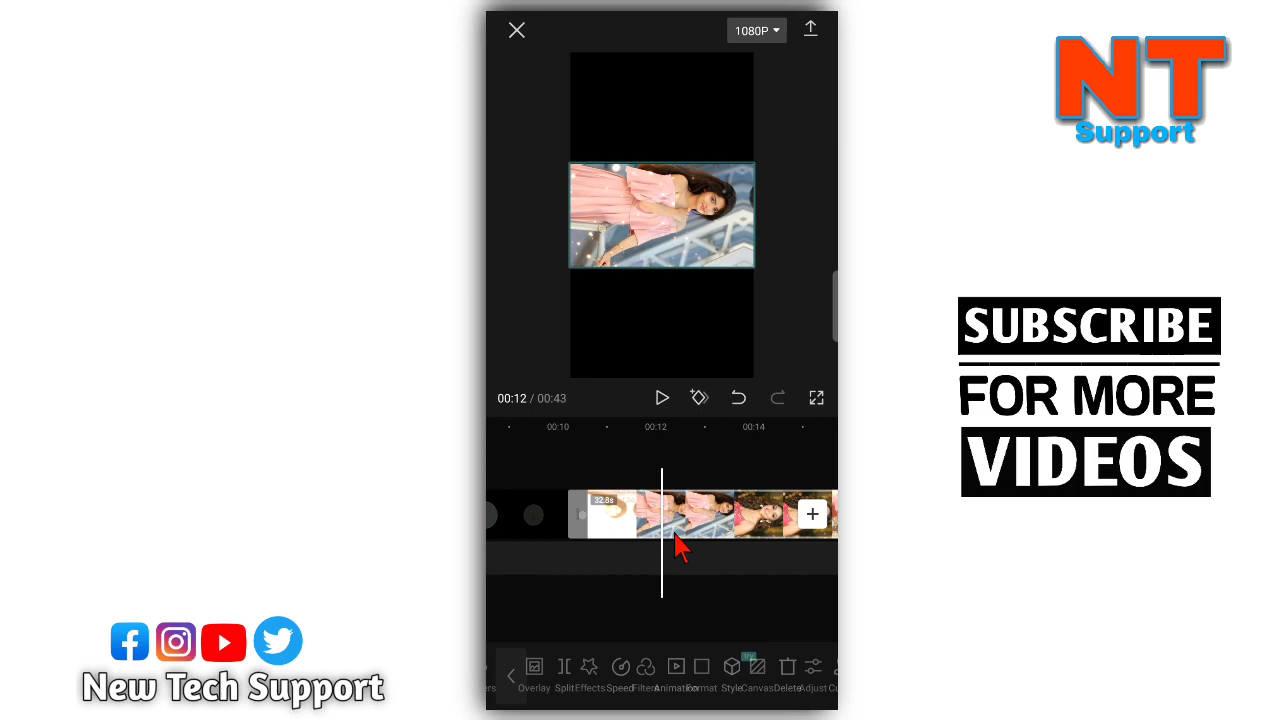 1080P
NT
Support
SUBSCRIBE
FOR MORE
VIDEOS
00:12 / 00:43
00:10
00:12
00:14
32.8s
Overlay
Split
Effects
Speed
Filters
Animation
Format
Style
Canvas
Delete
Adjust
New Tech Support